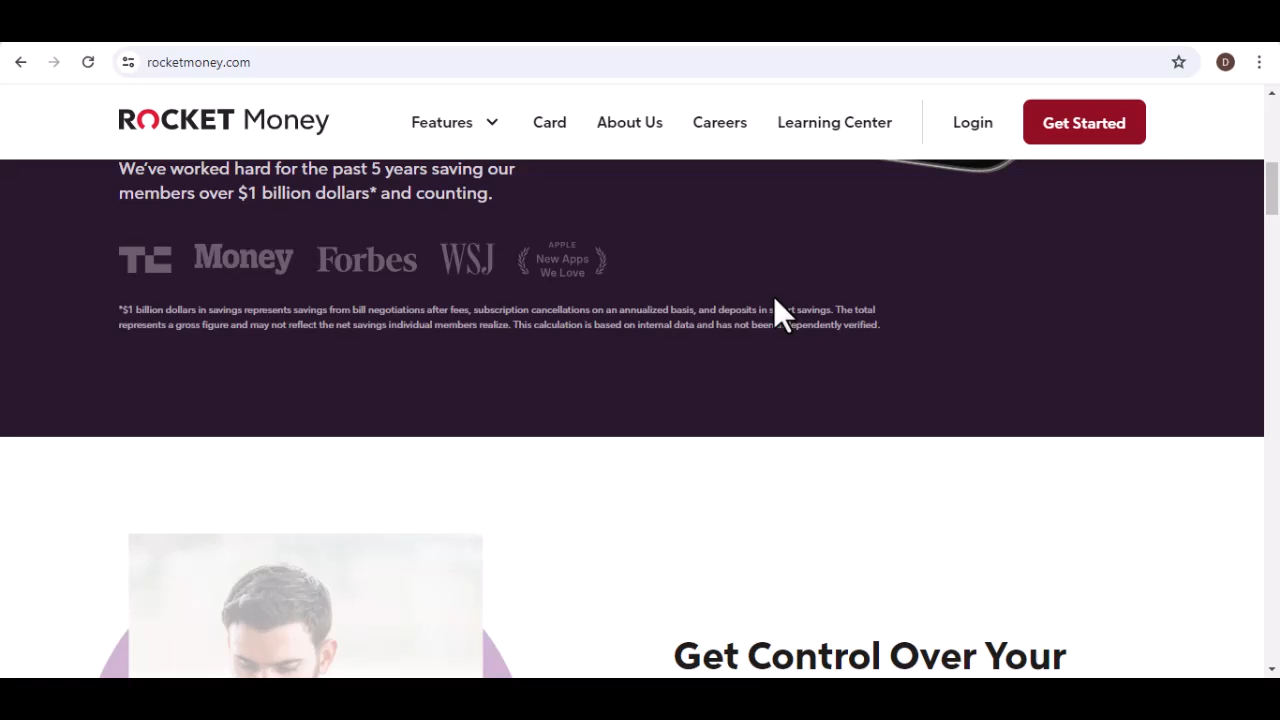 rocketmoney.com
D
ROCKET Money
Features
Card
About Us
Careers
Learning Center
Login
Get Started
We've worked hard for the past 5 years saving our
members over $1 billion dollars* and counting.
TC
Money
Forbes
WSJ
APPLE
New Apps
We Love
*$1 billion dollars in savings represents savings from bill negotiations after fees, subscription cancellations on an annualized basis, and deposits in savings. The total
represents a gross figure and may not reflect the net savings individual members realize. This calculation is based on internal data and has not been verified.
Get Control Over Your